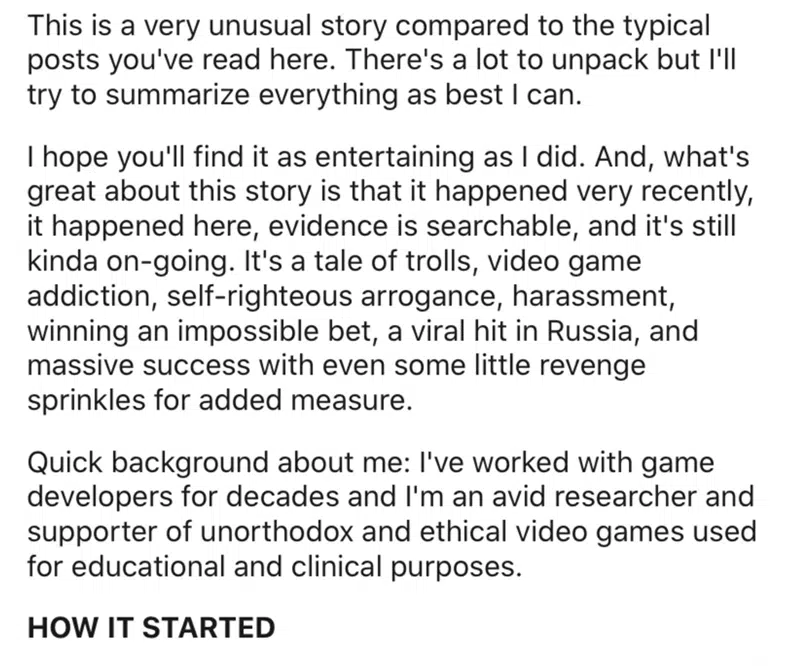 This is a very unusual story compared to the typical
posts you've read here. There's a lot to unpack but I'll
try to summarize everything as best I can.
I hope you'll find it as entertaining as I did. And, what's
great about this story is that it happened very recently,
it happened here, evidence is searchable, and it's still
kinda on-going. It's a tale of trolls, video game
addiction, self-righteous arrogance, harassment,
winning an impossible bet, a viral hit in Russia, and
massive success with even some little revenge
sprinkles for added measure.
Quick background about me: I've worked with game
developers for decades and I'm an avid researcher and
supporter of unorthodox and ethical video games used
for educational and clinical purposes.
HOW IT STARTED